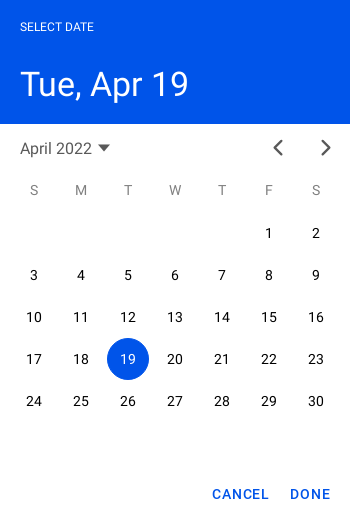 SELECT DATE
Tue, Apr 19
April 2022
S M T W T F S
1 2
3 4 5 6 7 8 9
10 11 12 13 14 15 16
17 18 19 20 21 22 23
24 25 26 27 28 29 30
CANCEL DONE